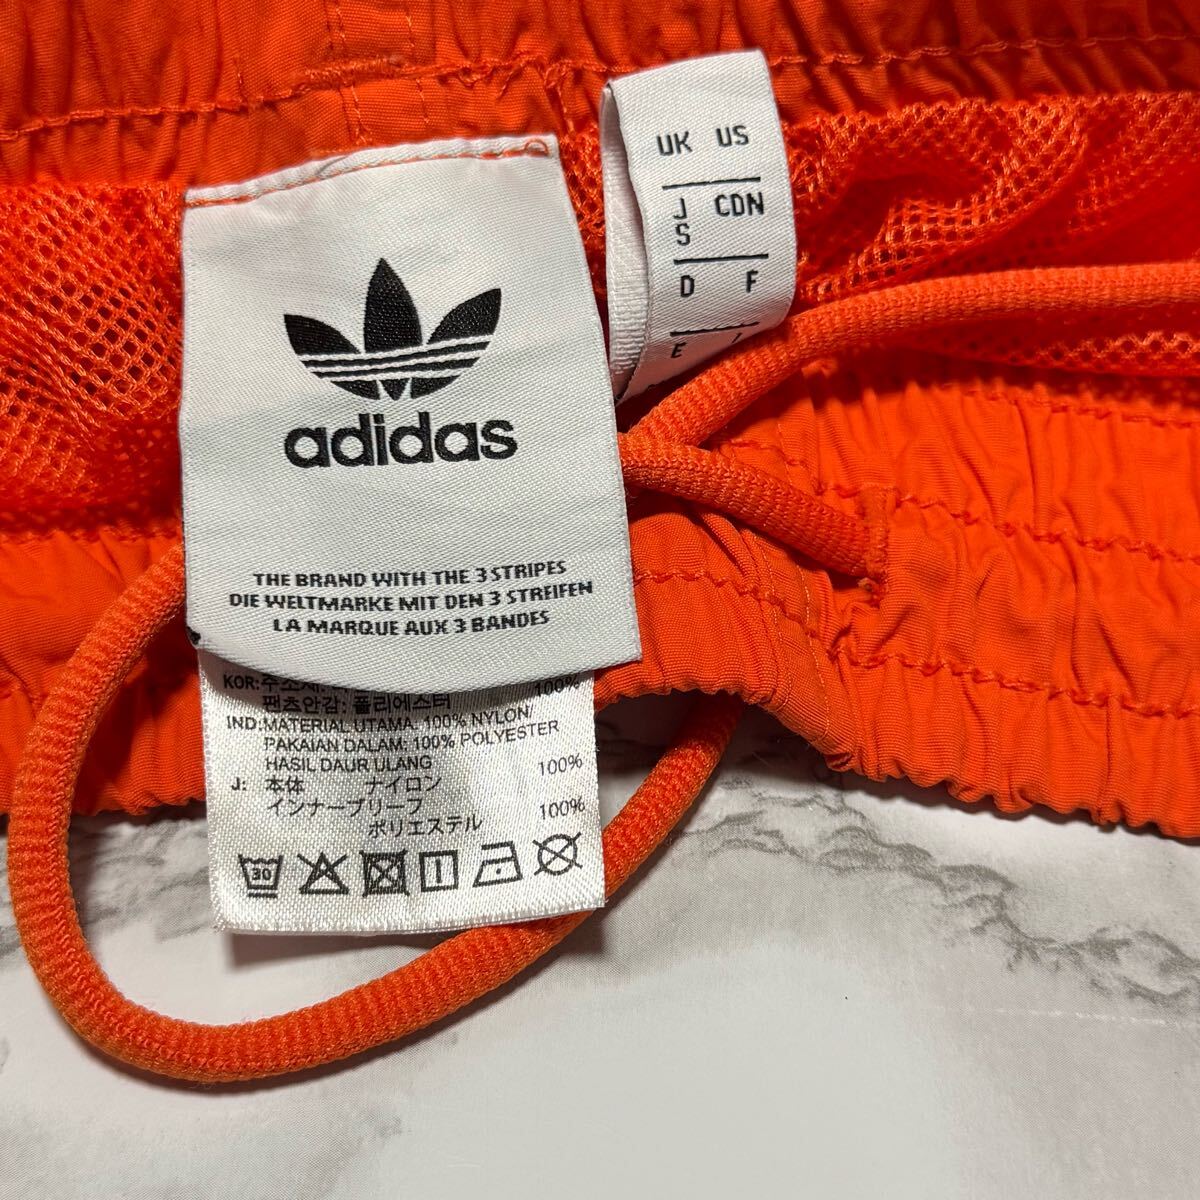 adidas
THE BRAND WITH THE 3 STRIPES
DIE WELTMARKE MIT DEN 3 STREIFEN
LA MARQUE AUX 3 BANDES
UK US
J CDN
S
D F
E
KOR: 100%
팬츠안감: 폴리에스터
IND: MATERIAL UTAMA: 100% NYLON/
PAKAIAN DALAM: 100% POLYESTER
HASIL DAUR ULANG
J: 本体 ナイロン 100%
インナーブリーフ
ポリエステル 100%
30